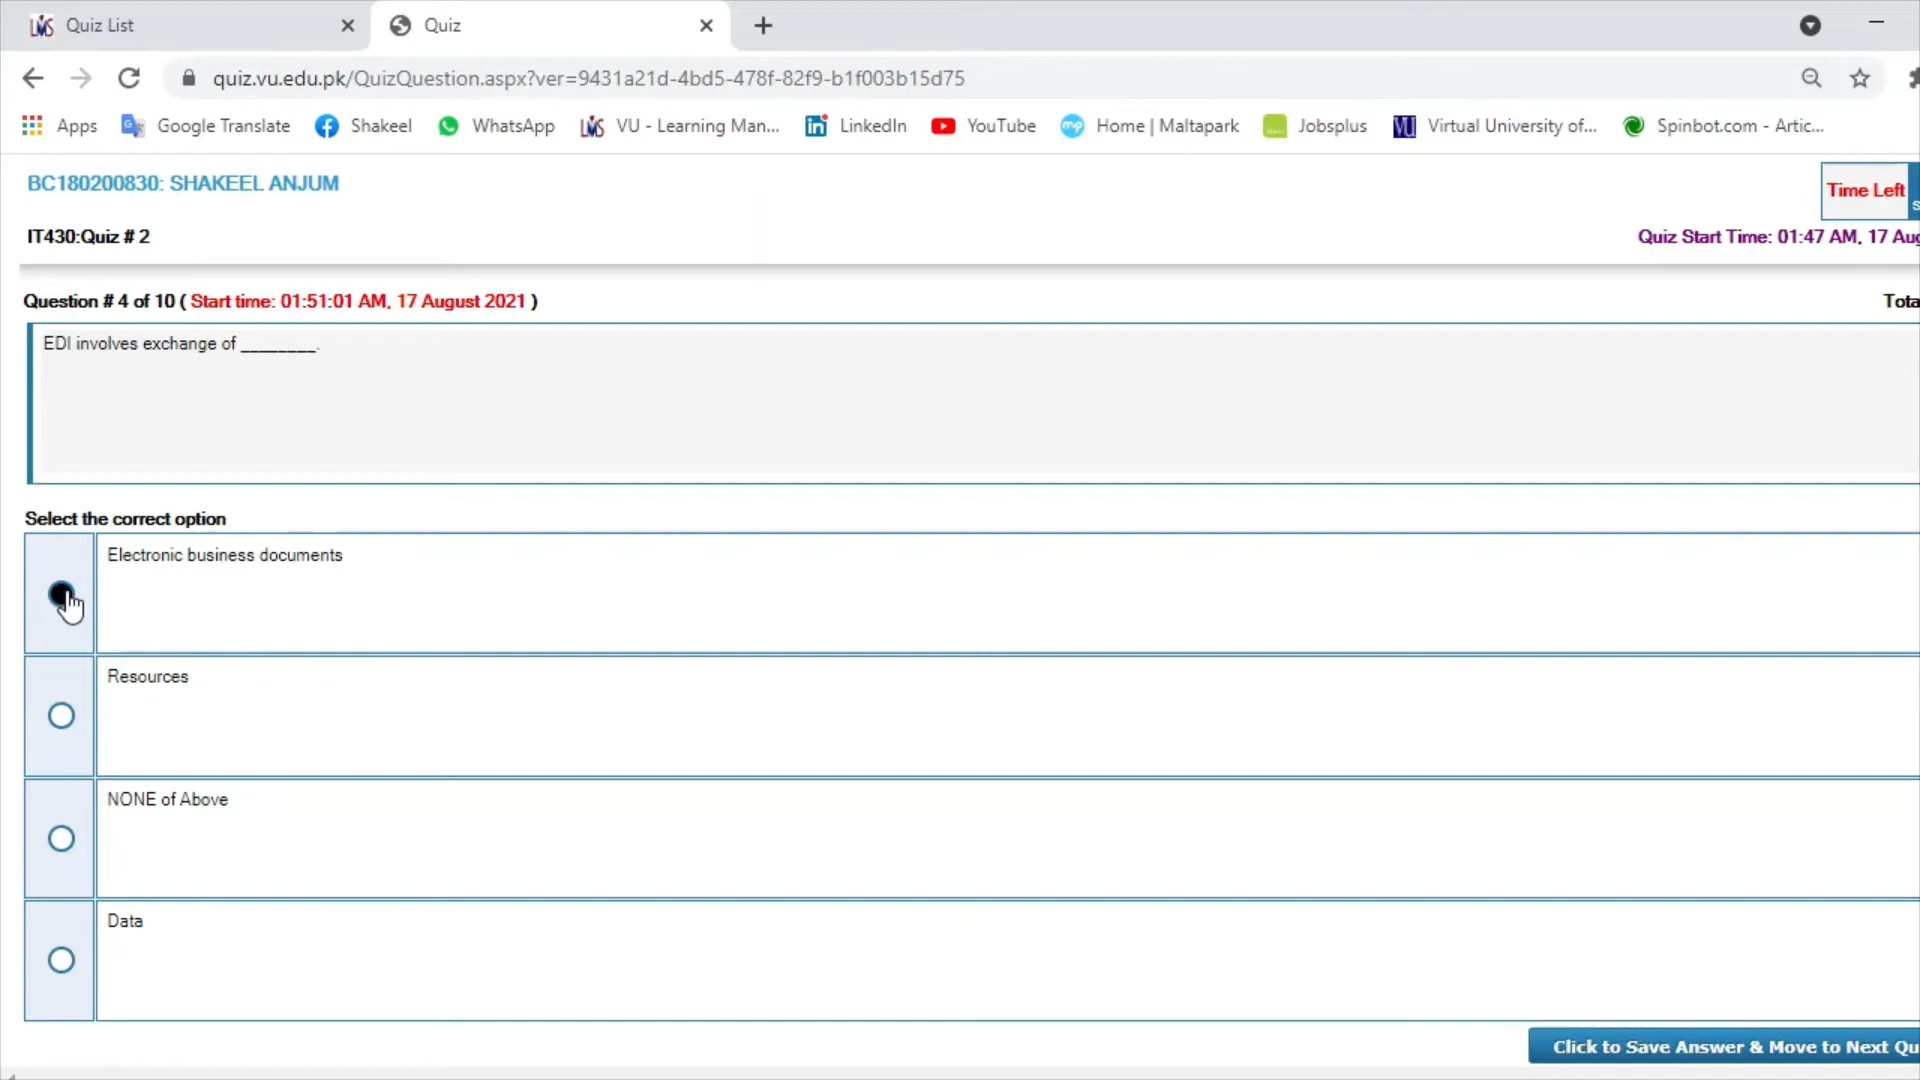 Quiz List
Quiz
quiz.vu.edu.pk/QuizQuestion.aspx?ver=9431a21d-4bd5-478f-82f9-b1f003b15d75
Apps Google Translate Shakeel WhatsApp VU - Learning Man... LinkedIn YouTube Home | Maltapark Jobsplus Virtual University of... Spinbot.com - Artic...
BC180200830: SHAKEEL ANJUM
Time Left
IT430:Quiz # 2
Quiz Start Time: 01:47 AM, 17 Aug
Question # 4 of 10 ( Start time: 01:51:01 AM, 17 August 2021 )
Tota
EDI involves exchange of ________.
Select the correct option
Electronic business documents
Resources
NONE of Above
Data
Click to Save Answer & Move to Next Qu